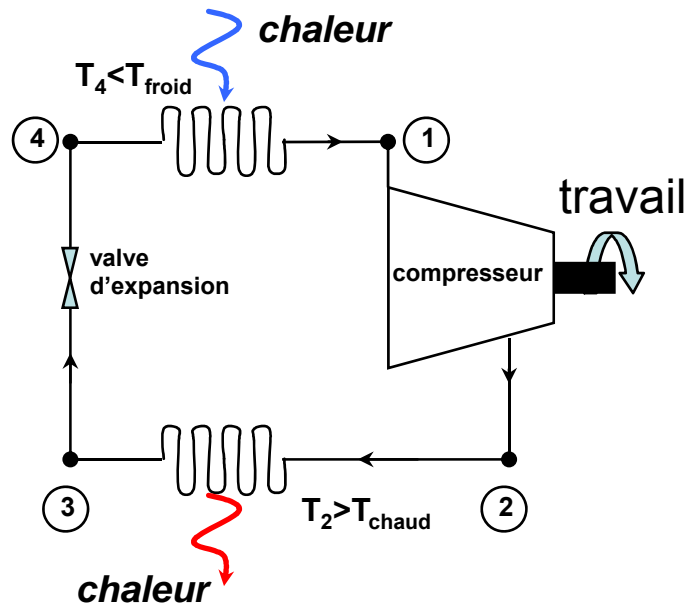 chaleur
T4<Tfroid
4
1
travail
valve
d'expansion
compresseur
3
T2>Tchaud
2
chaleur